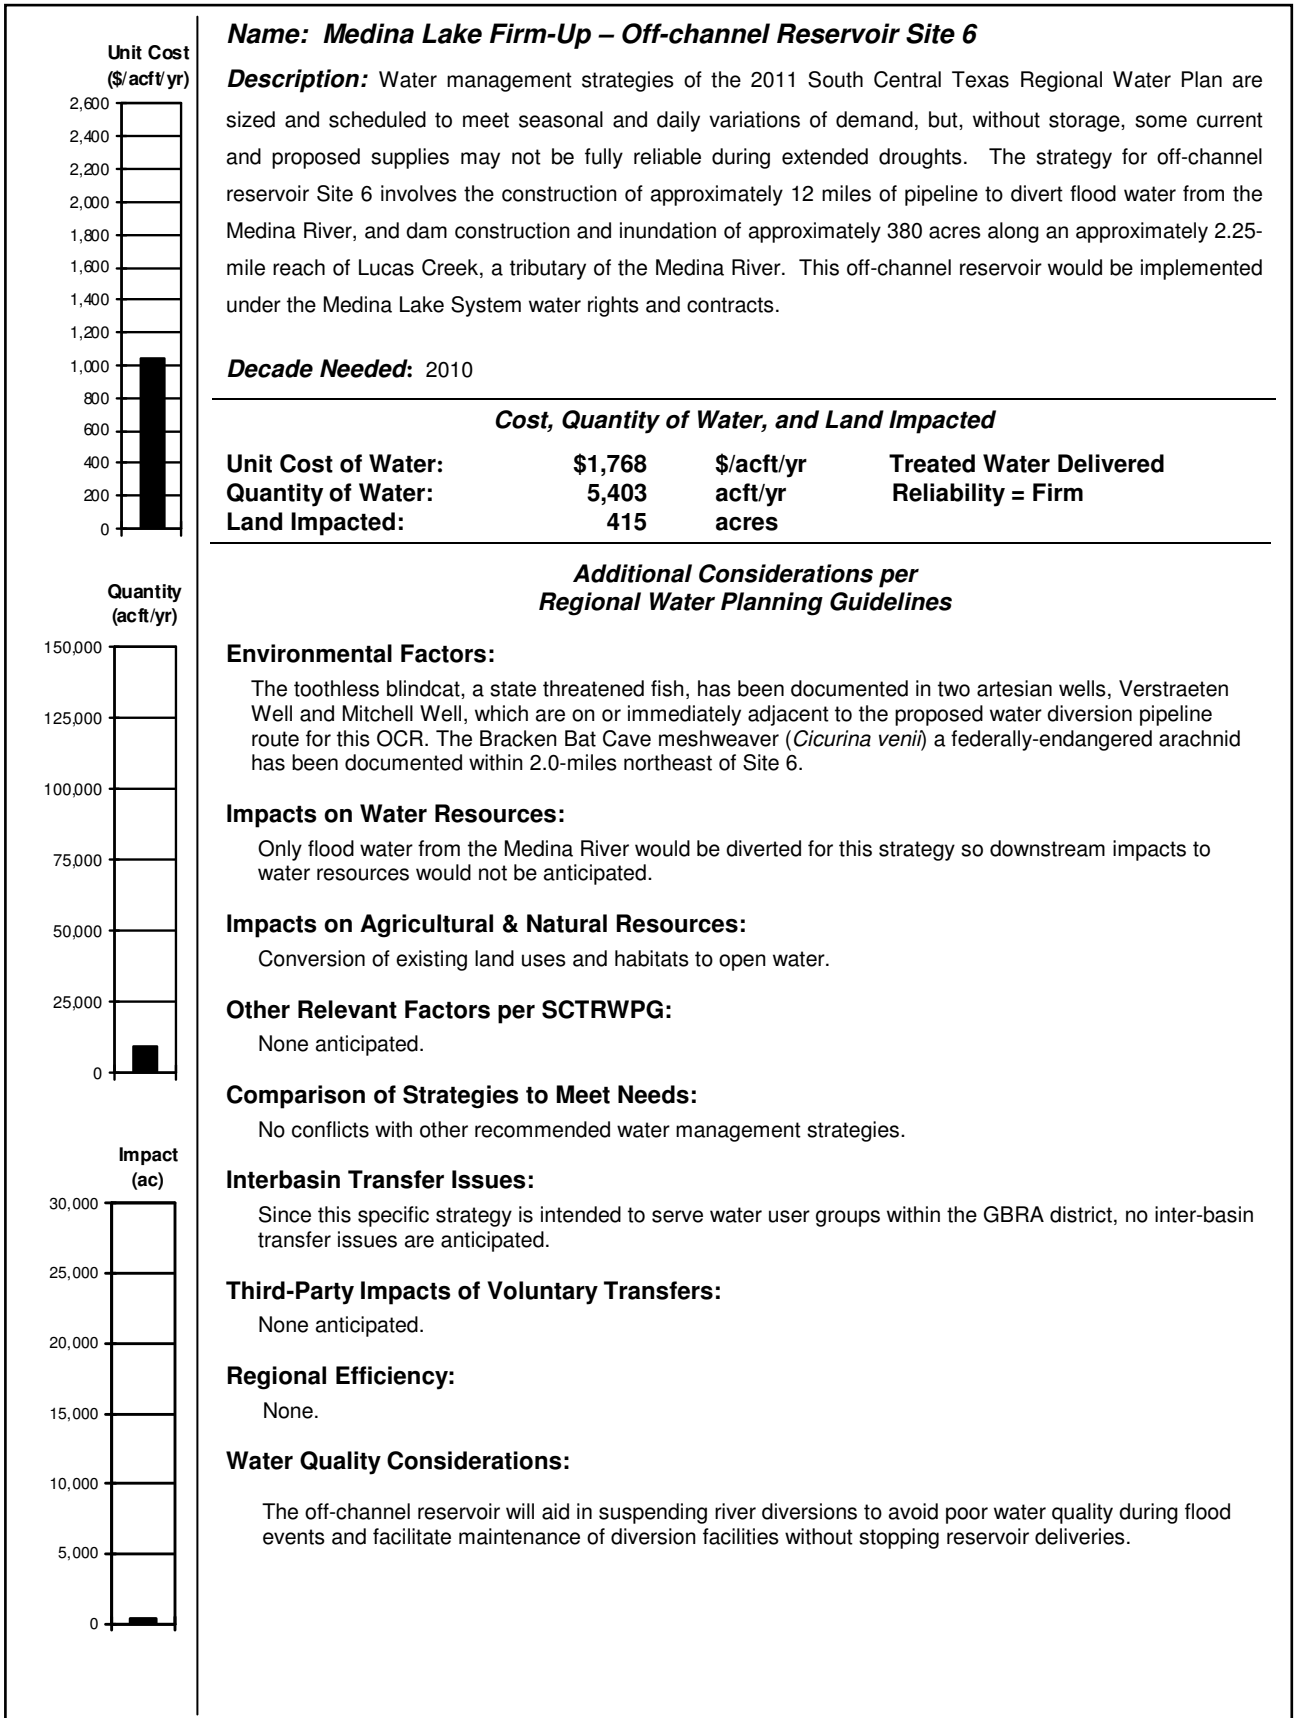 Unit Cost
($/acft/yr)
2,600
2,400
2,200
2,000
1,800
1,600
1,400
1,200
1,000
800
600
400
200
0
Quantity
(acft/yr)
150,000
125,000
100,000
75,000
50,000
25,000
0
Impact
(ac)
30,000
25,000
20,000
15,000
10,000
5,000
0
Name: Medina Lake Firm-Up – Off-channel Reservoir Site 6
Description: Water management strategies of the 2011 South Central Texas Regional Water Plan are
sized and scheduled to meet seasonal and daily variations of demand, but, without storage, some current
and proposed supplies may not be fully reliable during extended droughts. The strategy for off-channel
reservoir Site 6 involves the construction of approximately 12 miles of pipeline to divert flood water from the
Medina River, and dam construction and inundation of approximately 380 acres along an approximately 2.25-
mile reach of Lucas Creek, a tributary of the Medina River. This off-channel reservoir would be implemented
under the Medina Lake System water rights and contracts.
Decade Needed: 2010
Cost, Quantity of Water, and Land Impacted
Unit Cost of Water: $1,768 $/acft/yr Treated Water Delivered
Quantity of Water: 5,403 acft/yr Reliability = Firm
Land Impacted: 415 acres
Additional Considerations per
Regional Water Planning Guidelines
Environmental Factors:
The toothless blindcat, a state threatened fish, has been documented in two artesian wells, Verstraeten
Well and Mitchell Well, which are on or immediately adjacent to the proposed water diversion pipeline
route for this OCR. The Bracken Bat Cave meshweaver (Cicurina venii) a federally-endangered arachnid
has been documented within 2.0-miles northeast of Site 6.
Impacts on Water Resources:
Only flood water from the Medina River would be diverted for this strategy so downstream impacts to
water resources would not be anticipated.
Impacts on Agricultural & Natural Resources:
Conversion of existing land uses and habitats to open water.
Other Relevant Factors per SCTRWPG:
None anticipated.
Comparison of Strategies to Meet Needs:
No conflicts with other recommended water management strategies.
Interbasin Transfer Issues:
Since this specific strategy is intended to serve water user groups within the GBRA district, no inter-basin
transfer issues are anticipated.
Third-Party Impacts of Voluntary Transfers:
None anticipated.
Regional Efficiency:
None.
Water Quality Considerations:
The off-channel reservoir will aid in suspending river diversions to avoid poor water quality during flood
events and facilitate maintenance of diversion facilities without stopping reservoir deliveries.